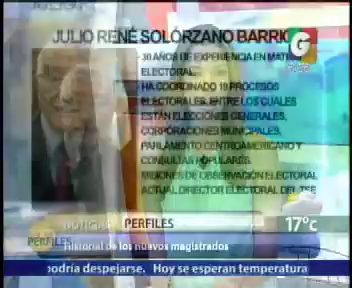 JULIO RENÉ SOLÓRZANO BARRIOS
30 AÑOS DE EXPERIENCIA EN MATERIA
ELECTORAL.
HA COORDINADO 19 PROCESOS
ELECTORALES, ENTRE LOS CUALES
ESTÁN ELECCIONES GENERALES,
CORPORACIONES MUNICIPALES,
PARLAMENTO CENTROAMERICANO Y
CONSULTAS POPULARES.
MISIONES DE OBSERVACIÓN ELECTORAL
ACTUAL DIRECTOR ELECTORAL DEL TSE
G
PERFILES
17°c
PERFILES
Historial de los nuevos magistrados
podría despejarse. Hoy se esperan temperatura